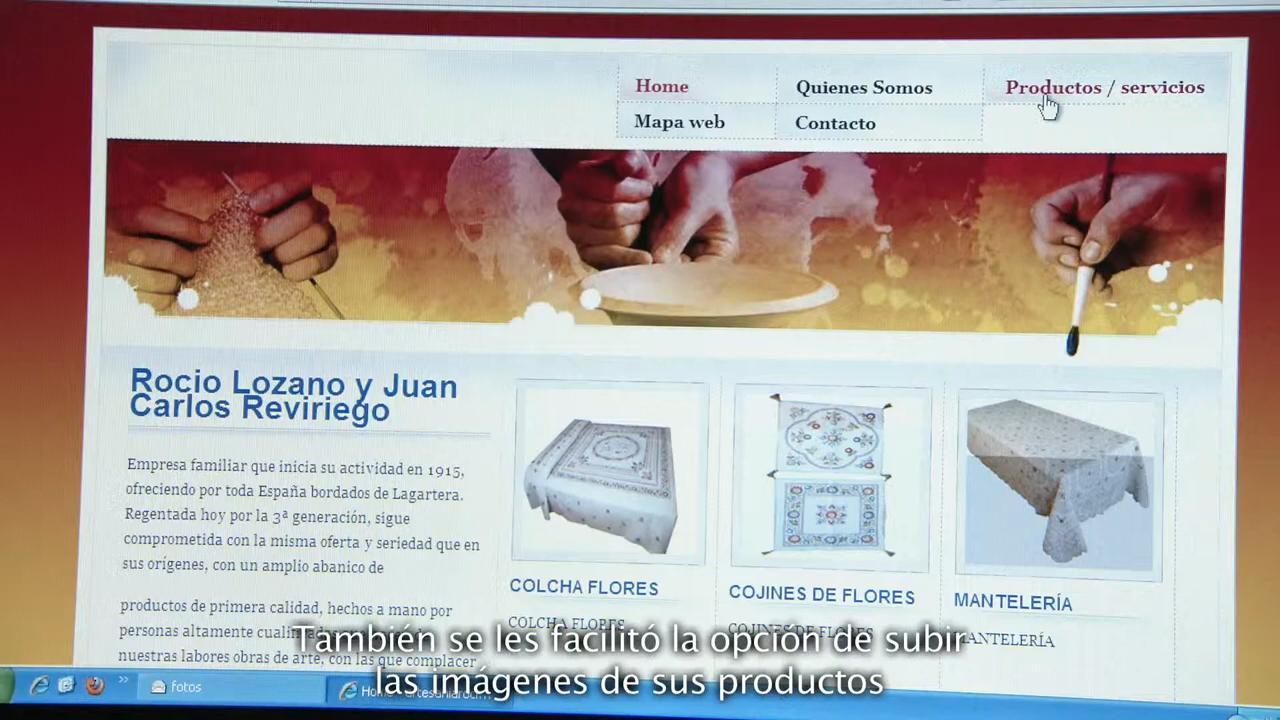 Home
Quienes Somos
Productos / servicios
Mapa web
Contacto
Rocio Lozano y Juan
Carlos Reviriego
Empresa familiar que inicia su actividad en 1915,
ofreciendo por toda España bordados de Lagartera.
Regentada hoy por la 3ª generación, sigue
comprometida con la misma oferta y seriedad que en
sus orígenes, con un amplio abanico de
productos de primera calidad, hechos a mano por
personas altamente
nuestras labores obras de arte, con las que complacer
COLCHA FLORES
COLCHA FLORES
COJINES DE FLORES
COJINES DE FLORES
MANTELERÍA
MANTELERÍA
También se les facilitó la opción de subir
las imágenes de sus productos
fotos